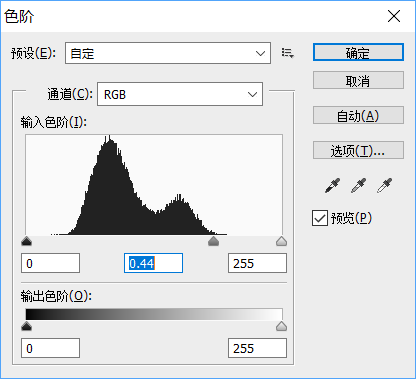 色阶
预设(E): 自定
确定
取消
通道(C): RGB
自动(A)
输入色阶(I):
选项(T)...
预览(P)
0 0.44 255
输出色阶(O):
0 255